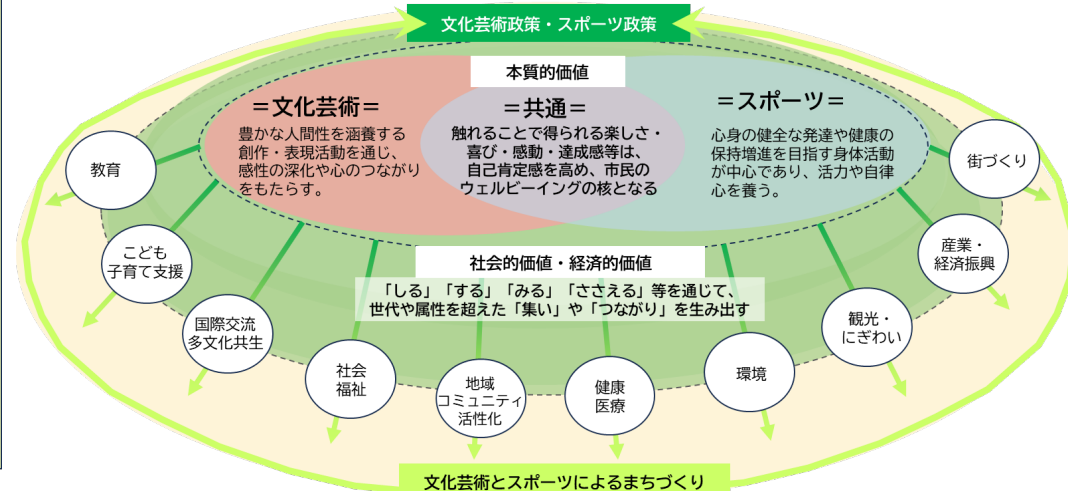 文化芸術政策・スポーツ政策
本質的価値
＝文化芸術＝
豊かな人間性を涵養する
創作・表現活動を通じ、
感性の深化や心のつながり
をもたらす。
＝共通＝
触れることで得られる楽しさ・
喜び・感動・達成感等は、
自己肯定感を高め、市民の
ウェルビーイングの核となる
＝スポーツ＝
心身の健全な発達や健康の
保持増進を目指す身体活動
が中心であり、活力や自律
心を養う。
社会的価値・経済的価値
「しる」「する」「みる」「ささえる」等を通じて、
世代や属性を超えた「集い」や「つながり」を生み出す
教育
こども
子育て支援
国際交流
多文化共生
社会
福祉
地域
コミュニティ
活性化
健康
医療
環境
観光・
にぎわい
産業・
経済振興
街づくり
文化芸術とスポーツによるまちづくり